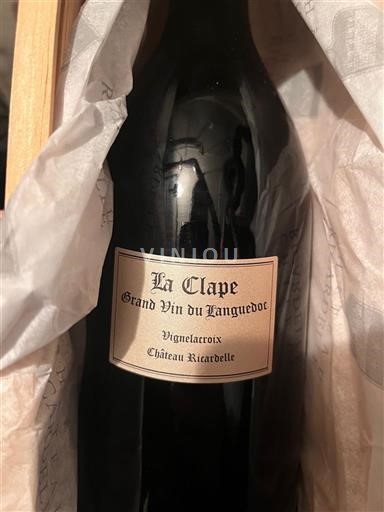 VINIOU
La Clape
Grand Vin du Languedoc
Vignelacroix
Château Ricardelle